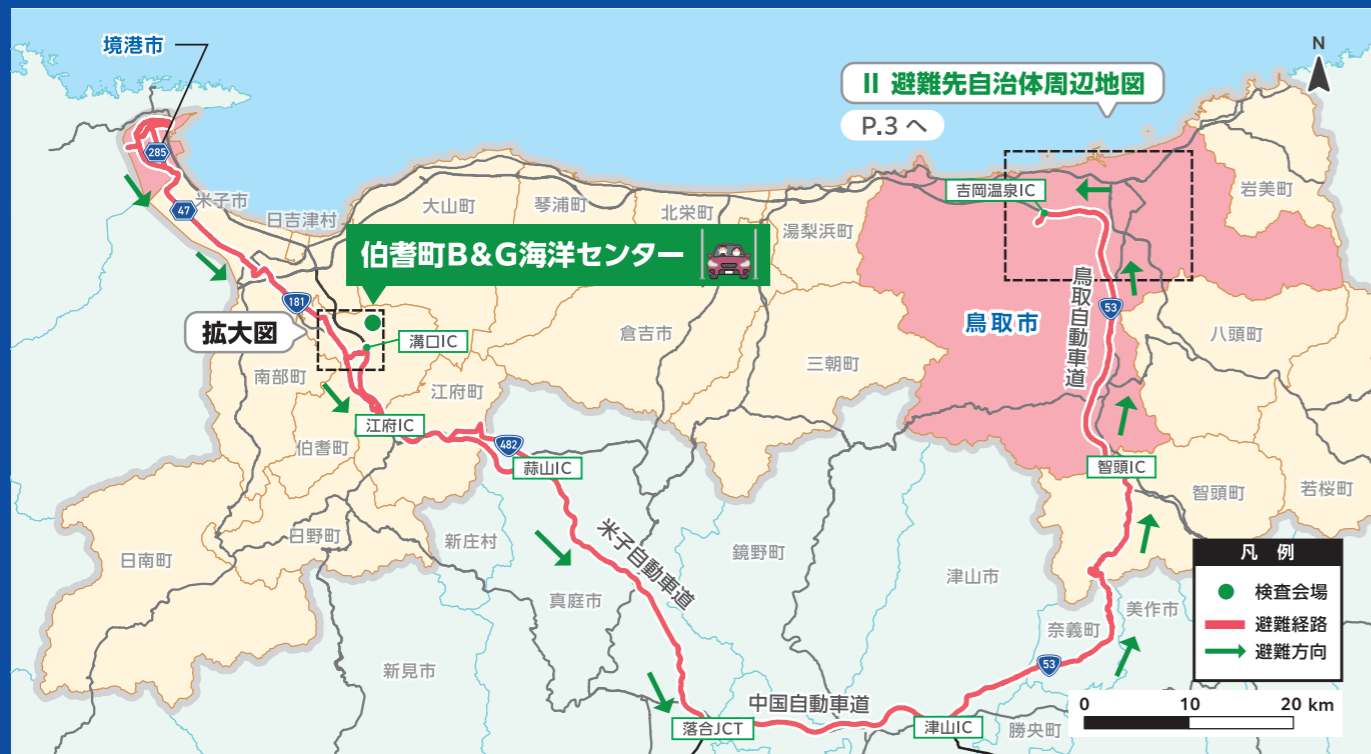 境港市
N
II 避難先自治体周辺地図
P.3 へ
285
吉岡温泉IC
岩美町
47
米子市
日吉津村
大山町
琴浦町
北栄町
湯梨浜町
伯耆町B&G海洋センター
鳥取自動車道
53
181
鳥取市
拡大図
溝口IC
倉吉市
八頭町
三朝町
南部町
江府町
江府IC
伯耆町
482
蒜山IC
智頭IC
智頭町
若桜町
米子自動車道
日野町
新庄村
鏡野町
日南町
津山市
真庭市
美作市
奈義町
新見市
53
中国自動車道
落合JCT
津山IC
勝央町
凡 例
検査会場
避難経路
避難方向
0 10 20 km